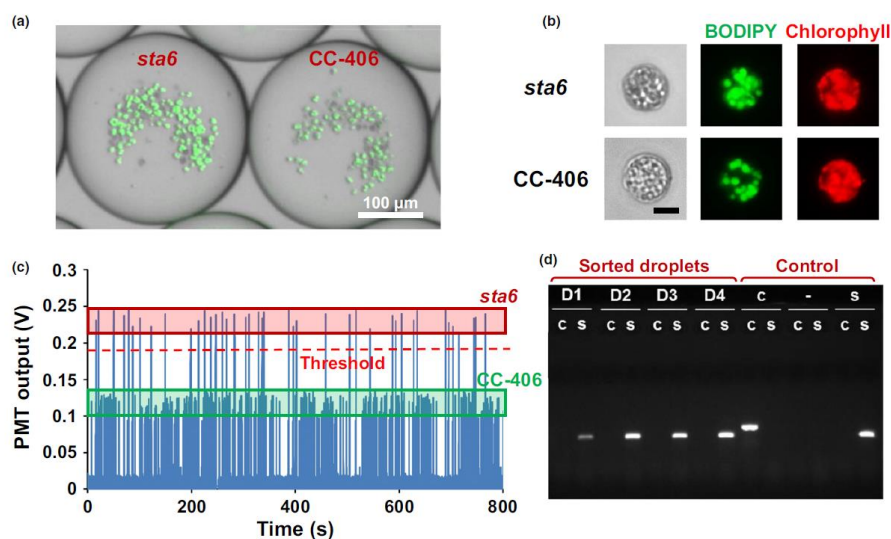 (a)
sta6
CC-406
100 µm
(b)
BODIPY Chlorophyll
sta6
CC-406
(c)
PMT output (V)
0.3
0.25
0.2
0.15
0.1
0.05
0
sta6
Threshold
CC-406
0 200 400 600 800
Time (s)
(d)
Sorted droplets Control
D1 D2 D3 D4 c - s
c s c s c s c s c s c s c s